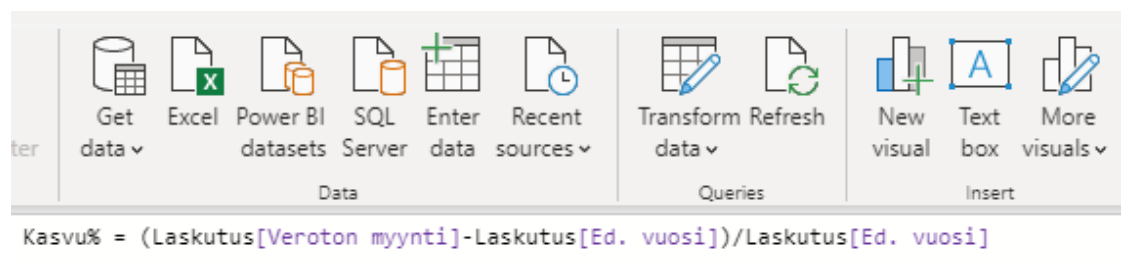 Get Excel Power BI SQL Enter Recent Transform Refresh New Text More
ter data datasets Server data sources data visual box visuals
Data Queries Insert
Kasvu% = (Laskutus[Veroton myynti]-Laskutus[Ed. vuosi])/Laskutus[Ed. vuosi]